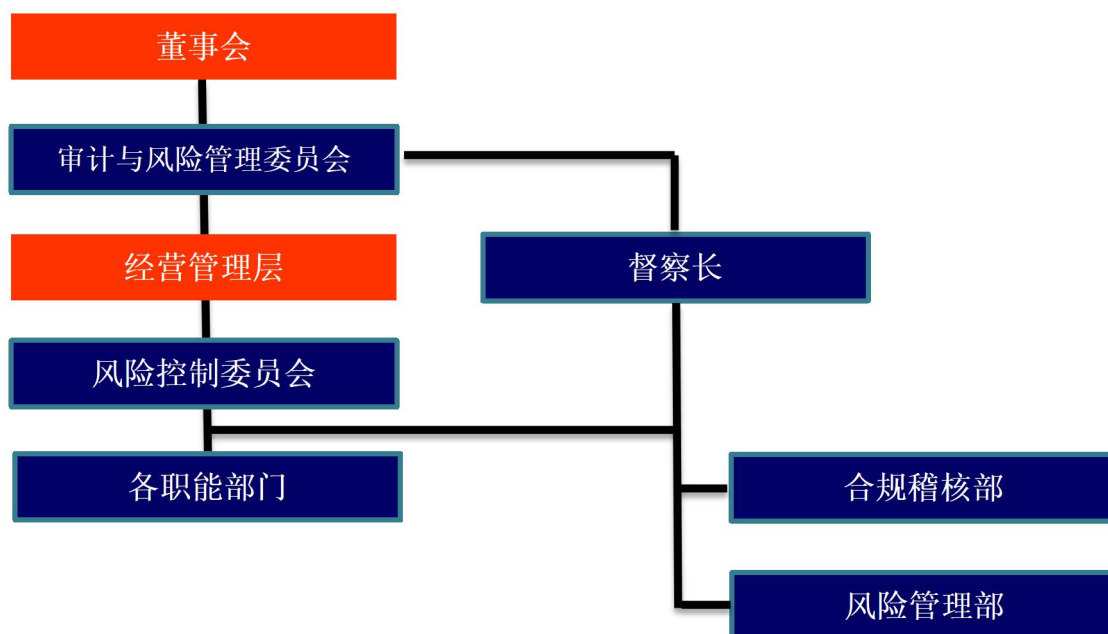 董事会
审计与风险管理委员会
经营管理层
督察长
风险控制委员会
各职能部门
合规稽核部
风险管理部